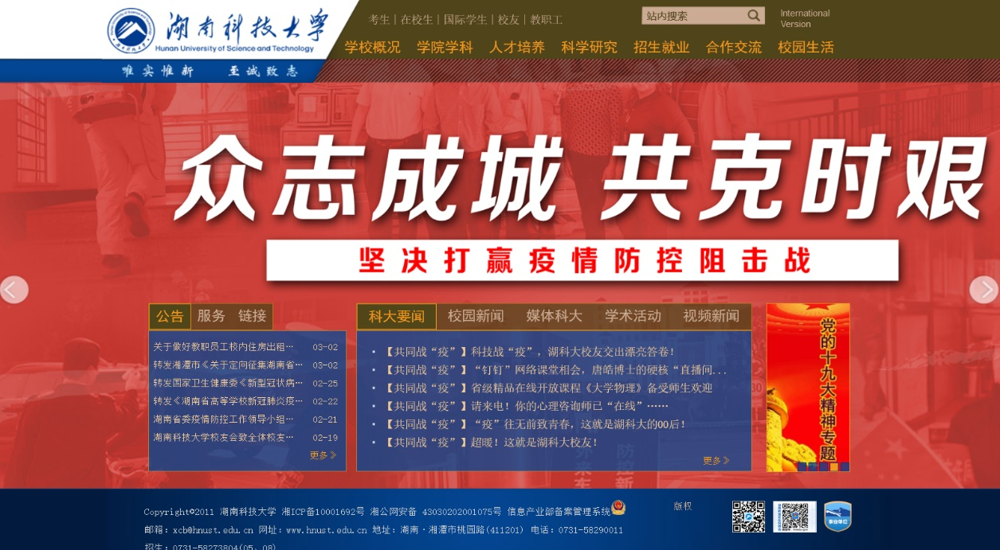 考生 | 在校生 | 国际学生 | 校友 | 教职工
站内搜索
International
Version
湖南科技大学
Hunan University of Science and Technology
学校概况 学院学科 人才培养 科学研究 招生就业 合作交流 校园生活
唯实惟新 至诚致志
众志成城 共克时艰
坚决打赢疫情防控阻击战
公告 服务 链接
关于做好教职员工校内住房出租… 03-02
转发湘潭市《关于定向征集湖南省… 03-02
转发国家卫生健康委《新型冠状病… 02-25
转发《湖南省高等学校新冠肺炎疫… 02-22
湖南省委疫情防控工作领导小组… 02-21
湖南科技大学校友会致全体校友… 02-19
更多》
科大要闻 校园新闻 媒体科大 学术活动 视频新闻
• 【共同战“疫”】科技战“疫”，湖科大校友交出漂亮答卷！
• 【共同战“疫”】“钉钉”网络课堂相会，唐皓博士的硬核“直播间...
• 【共同战“疫”】省级精品在线开放课程《大学物理》备受师生欢迎
• 【共同战“疫”】请来电！你的心理咨询师已“在线”……
• 【共同战“疫”】“疫”往无前致青春，这就是湖科大的00后！
• 【共同战“疫”】超暖！这就是湖科大校友！
更多》
党的十九大精神专题
Copyright©2011 湖南科技大学 湘ICP备10001692号 湘公网安备 43030202001075号 信息产业部备案管理系统
版权
邮箱：xcb@hnust.edu.cn 网址：www.hnust.edu.cn 地址：湖南·湘潭市桃园路(411201) 电话：0731-58290011
招生：0731-58273804(05、08)
事业单位